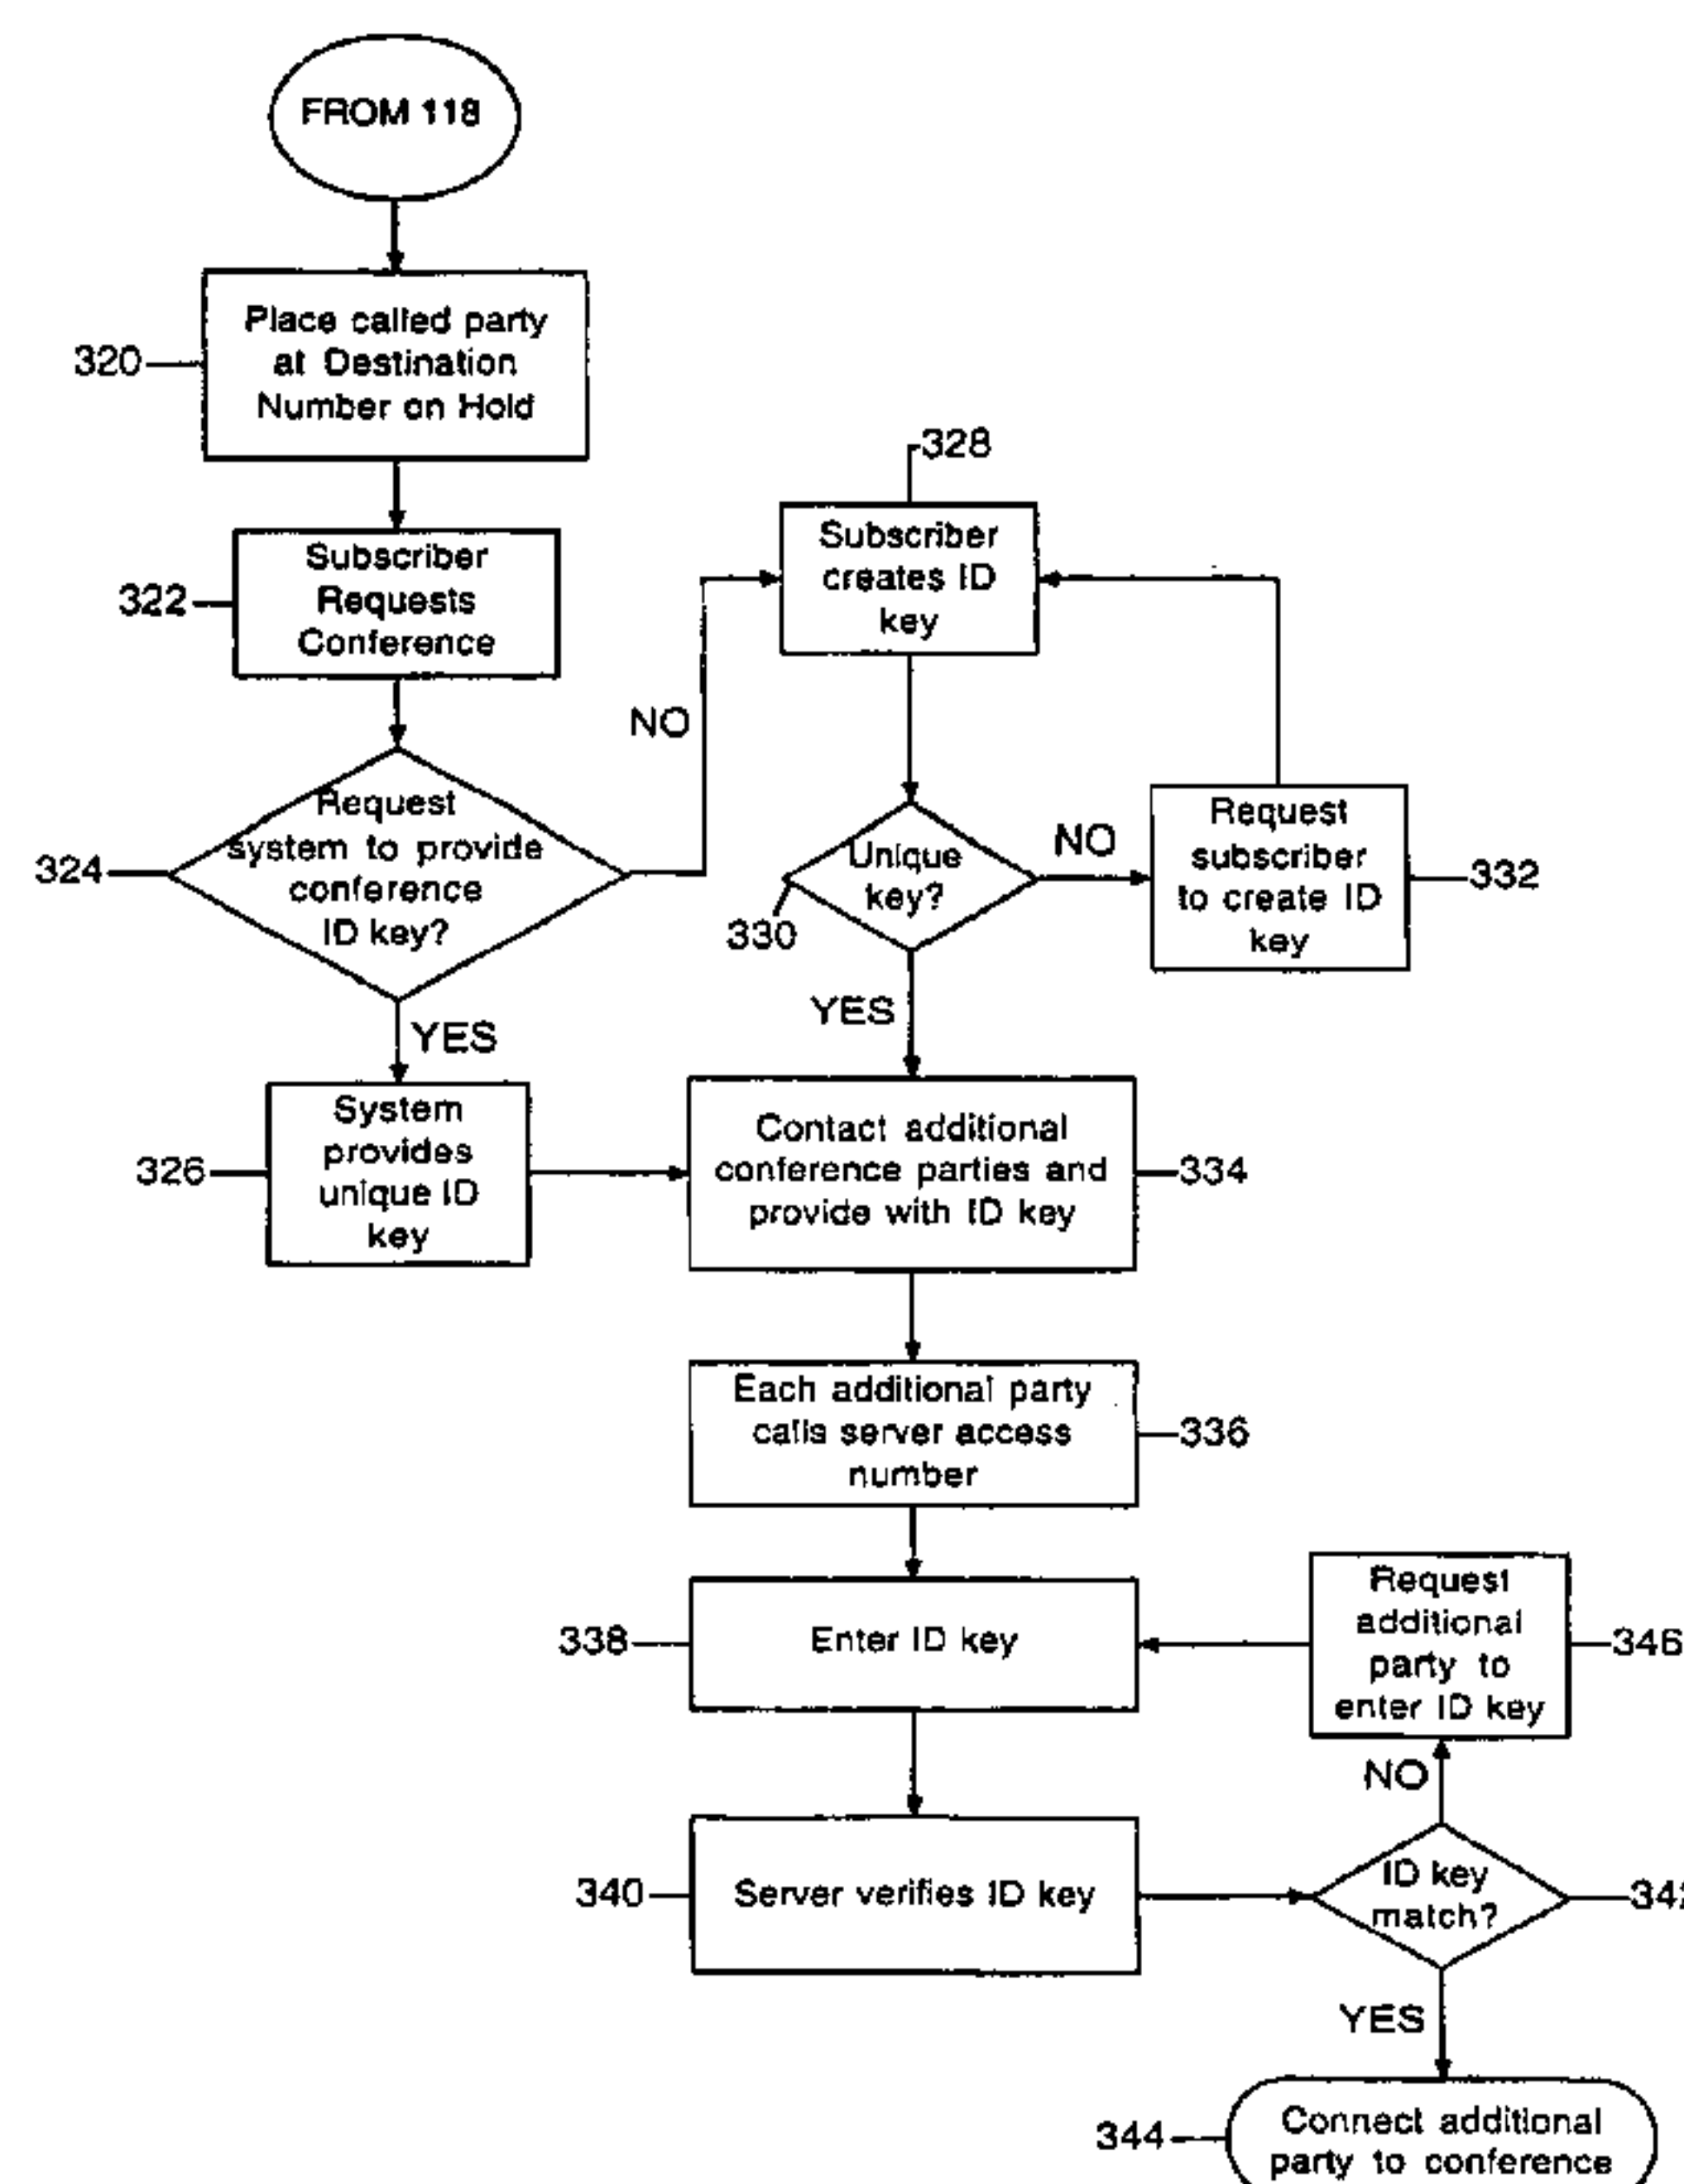 FROM 118
320
Place called party
at Destination
Number on Hold
322
Subscriber
Requests
Conference
324
Request
system to provide
conference
ID key?
NO
YES
326
System
provides
unique ID
key
328
Subscriber
creates ID
key
330
Unique
key?
NO
YES
332
Request
subscriber
to create ID
key
334
Contact additional
conference parties and
provide with ID key
336
Each additional party
calls server access
number
338
Enter ID key
346
Request
additional
party to
enter ID key
340
Server verifies ID key
NO
ID key
match?
YES
344
Connect additional
party to conference